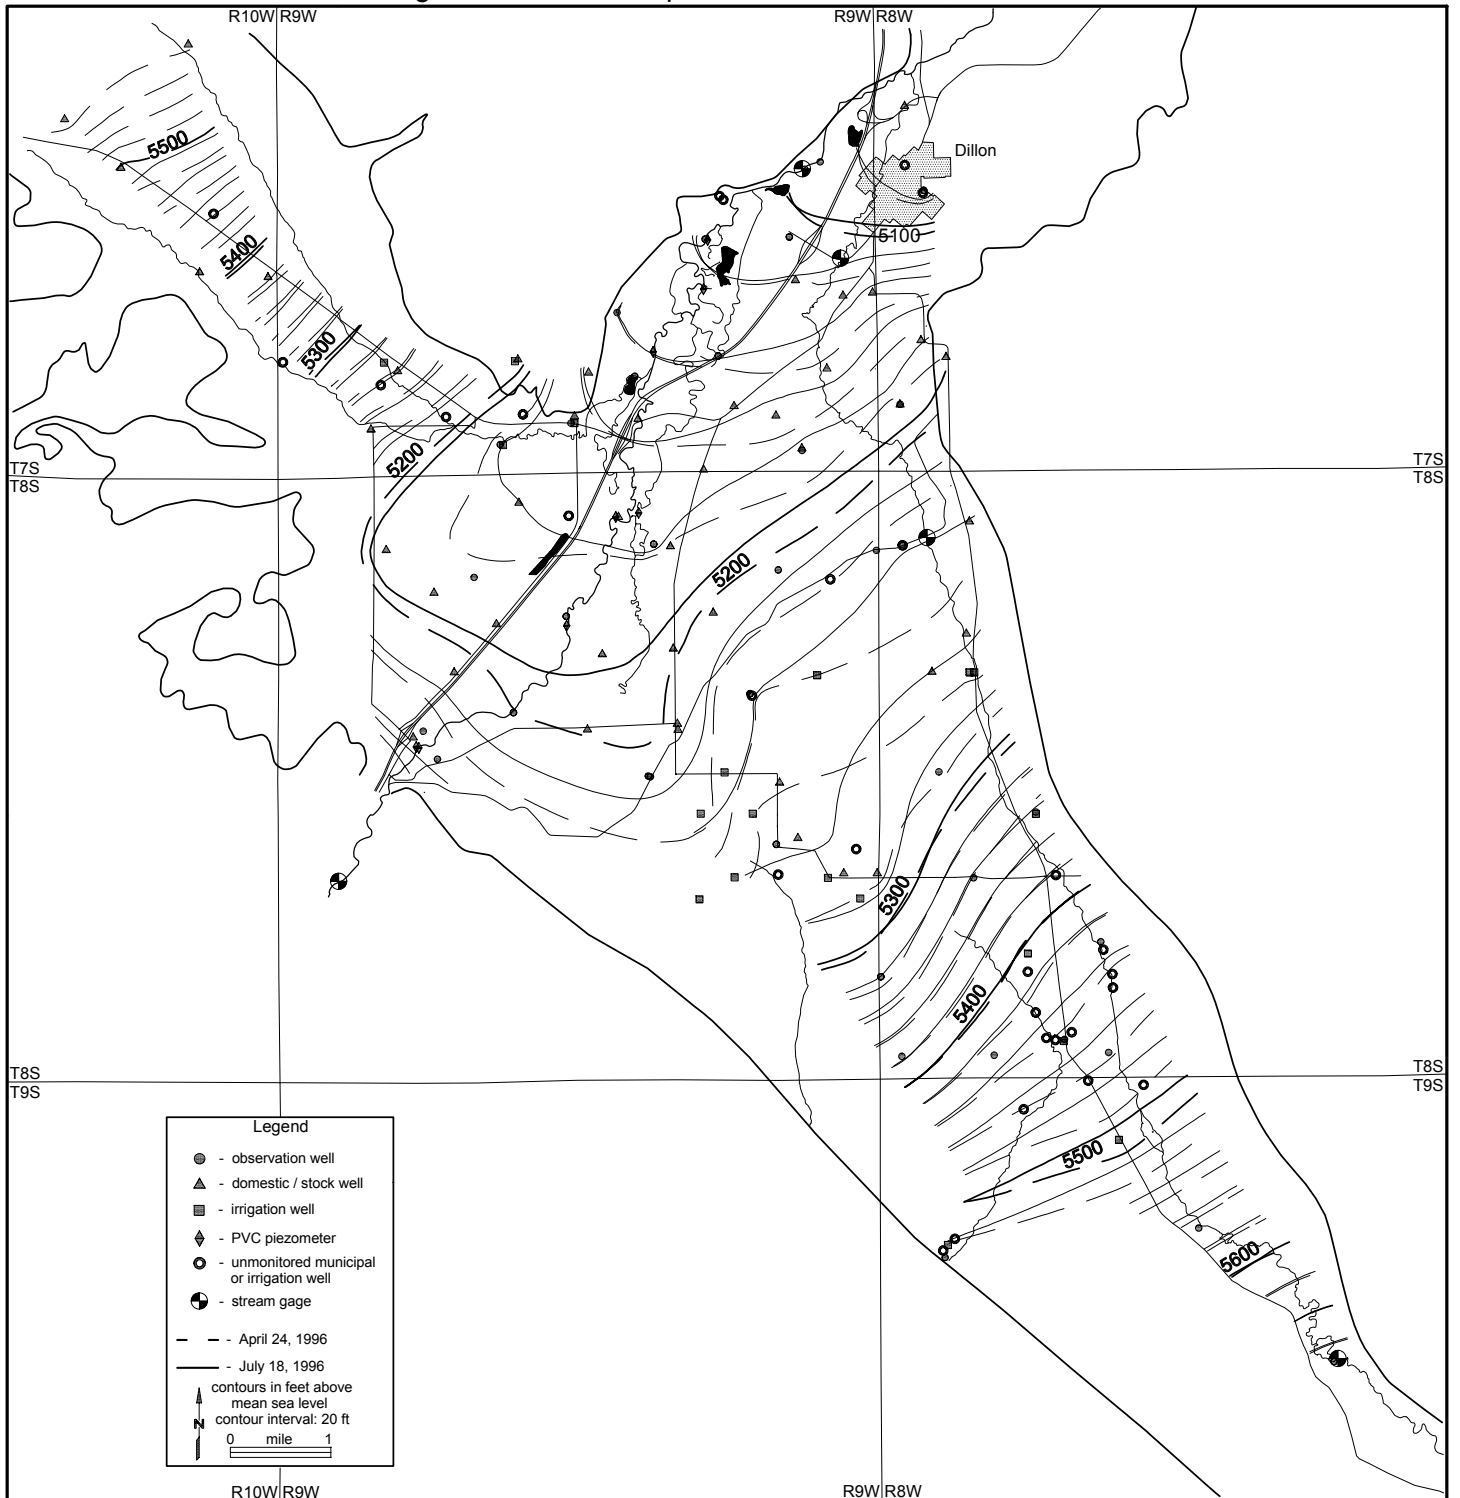 R10W R9W
R9W R8W
Dillon
5500
5100
5400
5300
5200
T7S
T7S
T8S
T8S
5200
5300
5400
T8S
T8S
T9S
T9S
5500
5600
Legend
- observation well
- domestic / stock well
- irrigation well
- PVC piezometer
- unmonitored municipal
or irrigation well
- stream gage
- April 24, 1996
- July 18, 1996
contours in feet above
mean sea level
N
contour interval: 20 ft
0 mile 1
R10W R9W
R9W R8W